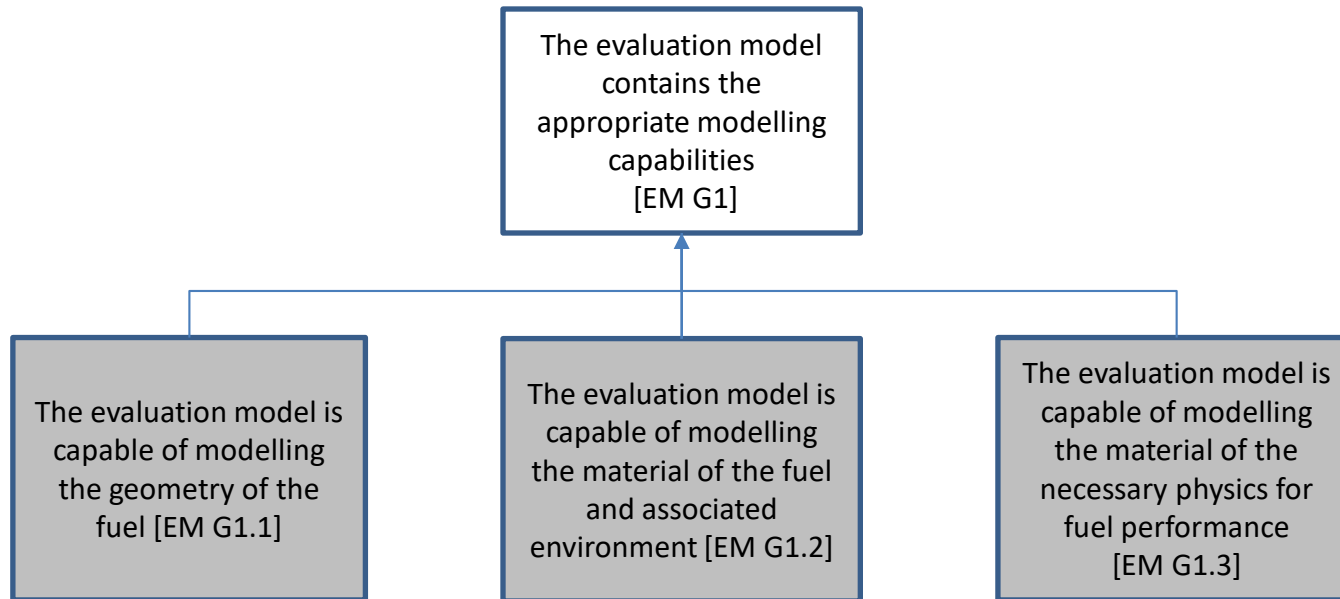 The evaluation model
contains the
appropriate modelling
capabilities
[EM G1]
The evaluation model is
capable of modelling
the geometry of the
fuel [EM G1.1]
The evaluation model is
capable of modelling
the material of the fuel
and associated
environment [EM G1.2]
The evaluation model is
capable of modelling
the material of the
necessary physics for
fuel performance
[EM G1.3]